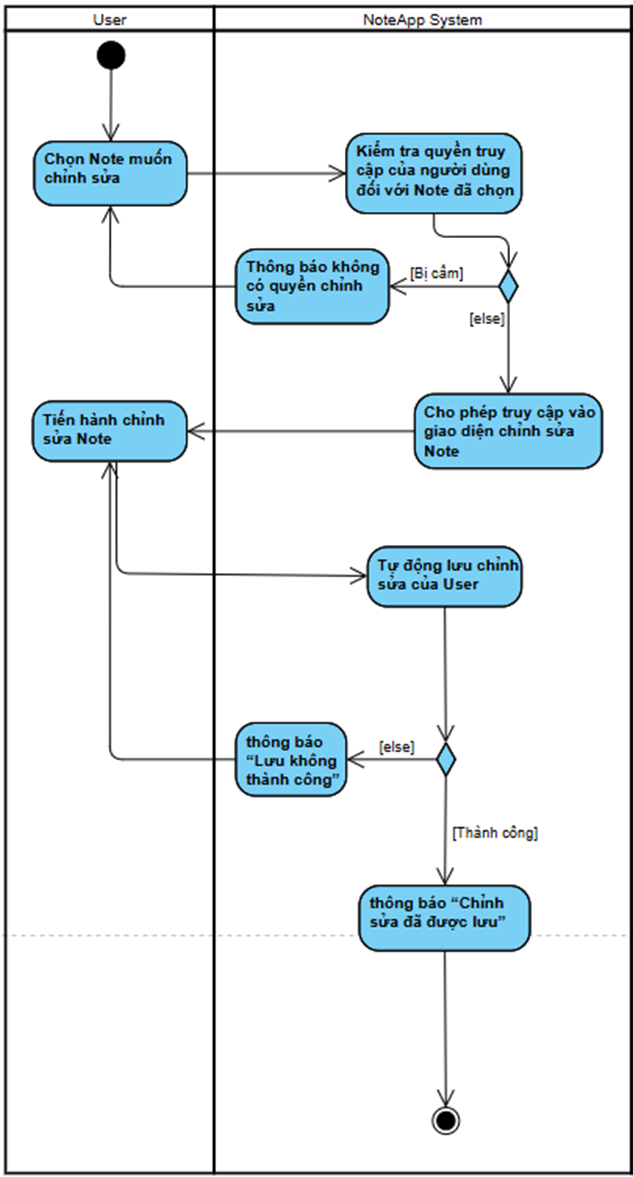 User
NoteApp System
Chọn Note muốn
chỉnh sửa
Kiểm tra quyền truy
cập của người dùng
đối với Note đã chọn
Thông báo không
có quyền chỉnh
sửa
[Bị cấm]
[else]
Tiến hành chỉnh
sửa Note
Cho phép truy cập vào
giao diện chỉnh sửa
Note
Tự động lưu chỉnh
sửa của User
thông báo
“Lưu không
thành công”
[else]
[Thành công]
thông báo “Chỉnh
sửa đã được lưu”